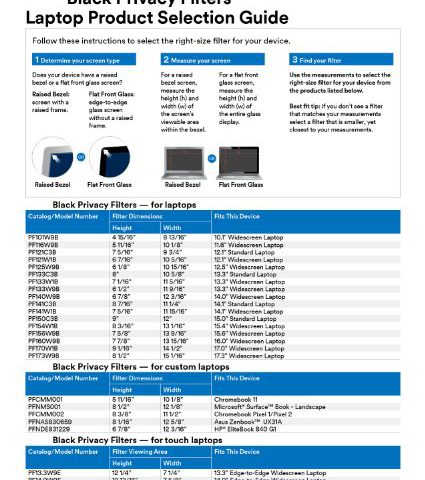 Black Privacy Filters
Laptop Product Selection Guide
Follow these instructions to select the right-size filter for your device.
1 Determine your screen type
Does your device have a raised
bezel or a flat front glass screen?
Raised Bezel:
screen with a
raised frame.
Flat Front Glass:
edge-to-edge
glass screen
without a raised
frame.
Raised Bezel
or
Flat Front Glass
2 Measure your screen
For a raised
bezel screen,
measure the
height (h) and
width (w) of
the screen's
viewable area
within the bezel.
For a flat front
glass screen,
measure the
height (h) and
width (w) of
the entire glass
display.
Raised Bezel
or
Flat Front Glass
3 Find your filter
Use the measurements to select the
right-size filter for your device from
the products listed below.
Best fit tip: if you don't see a filter
that matches your measurements
select a filter that is smaller, yet
closest to your measurements.
Black Privacy Filters — for laptops
Catalog/Model Number Filter Dimensions Fits This Device
Height Width
PF101W9B 4 15/16" 8 13/16" 10.1" Widescreen Laptop
PF116W9B 5 11/16" 10 1/8" 11.6" Widescreen Laptop
PF121C3B 7 5/16" 9 3/4" 12.1" Standard Laptop
PF121W1B 6 7/16" 10 5/16" 12.1" Widescreen Laptop
PF125W9B 6 1/8" 10 15/16" 12.5" Widescreen Laptop
PF133C3B 8" 10 5/8" 13.3" Standard Laptop
PF133W1B 7 1/16" 11 5/16" 13.3" Widescreen Laptop
PF133W9B 6 1/2" 11 9/16" 13.3" Widescreen Laptop
PF140W9B 6 7/8" 12 3/16" 14.0" Widescreen Laptop
PF141C3B 8 7/16" 11 1/4" 14.1" Standard Laptop
PF141W1B 7 5/16" 11 15/16" 14.1" Widescreen Laptop
PF150C3B 9" 12" 15.0" Standard Laptop
PF154W1B 8 3/16" 13 1/16" 15.4" Widescreen Laptop
PF156W9B 7 5/8" 13 9/16" 15.6" Widescreen Laptop
PF160W9B 7 7/8" 13 15/16" 16.0" Widescreen Laptop
PF170W1B 9 1/16" 14 1/2" 17.0" Widescreen Laptop
PF173W9B 8 1/2" 15 1/16" 17.3" Widescreen Laptop
Black Privacy Filters — for custom laptops
Catalog/Model Number Filter Dimensions Fits This Device
Height Width
PFCMM001 5 11/16" 10 1/8" Chromebook 11
PFNMS001 8 1/2" 12 1/8" Microsoft® Surface™ Book - Landscape
PFCMM002 8 3/8" 11 1/2" Chromebook Pixel 1/Pixel 2
PFNAS830659 8 1/16" 12 5/8" Asus Zenbook™ UX31A
PFNDE831229 6 7/8" 12 3/16" HP® EliteBook 840 G1
Black Privacy Filters — for touch laptops
Catalog/Model Number Filter Viewing Area Fits This Device
Height Width
PF13.3W9E 12 1/4" 7 1/4" 13.3" Edge-to-Edge Widescreen Laptop